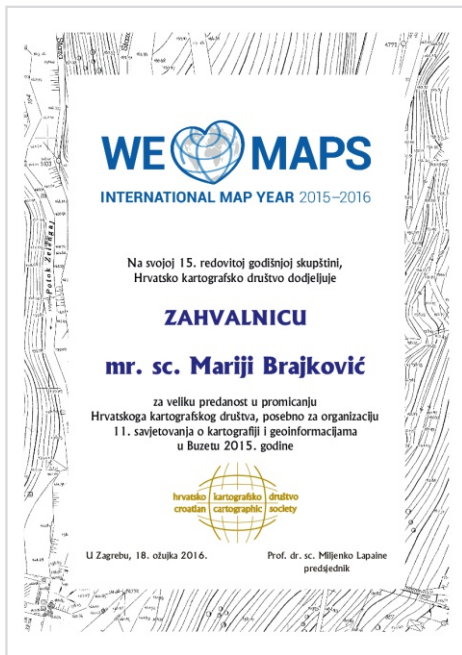 WE MAPS
INTERNATIONAL MAP YEAR 2015–2016
Na svojoj 15. redovitoj godišnjoj skupštini,
Hrvatsko kartografsko društvo dodjeljuje
ZAHVALNICU
mr. sc. Mariji Brajković
za veliku predanost u promicanju
Hrvatskoga kartografskog društva, posebno za organizaciju
11. savjetovanja o kartografiji i geoinformacijama
u Buzetu 2015. godine
hrvatsko kartografsko društvo
croatian cartographic society
U Zagrebu, 18. ožujka 2016.
Prof. dr. sc. Miljenko Lapaine
predsjednik
Potok